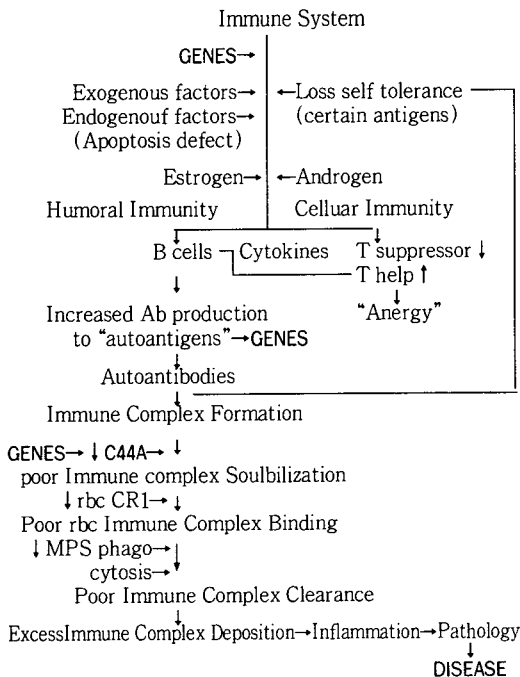 Immune System
GENES→
Exogenous factors→ ←Loss self tolerance
Endogenouf factors→ (certain antigens)
(Apoptosis defect)
Estrogen→ ←Androgen
Humoral Immunity Celluar Immunity
B cells Cytokines T suppressor ↓
T help ↑
Increased Ab production "Anergy"
to "autoantigens"→GENES
Autoantibodies
Immune Complex Formation
GENES→ ↓ C44A→ ↓
poor Immune complex Soulbilization
↓ rbc CR1→ ↓
Poor rbc Immune Complex Binding
↓ MPS phago→
cytosis→
Poor Immune Complex Clearance
ExcessImmune Complex Deposition→Inflammation→Pathology
DISEASE